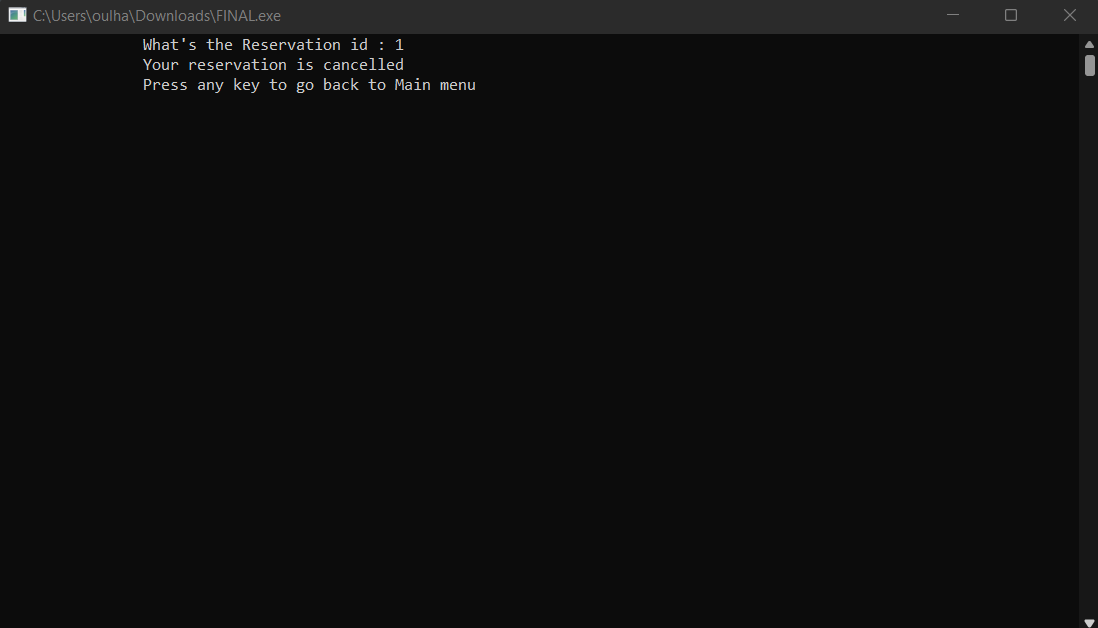 C:\Users\oulha\Downloads\FINAL.exe
What's the Reservation id : 1
Your reservation is cancelled
Press any key to go back to Main menu